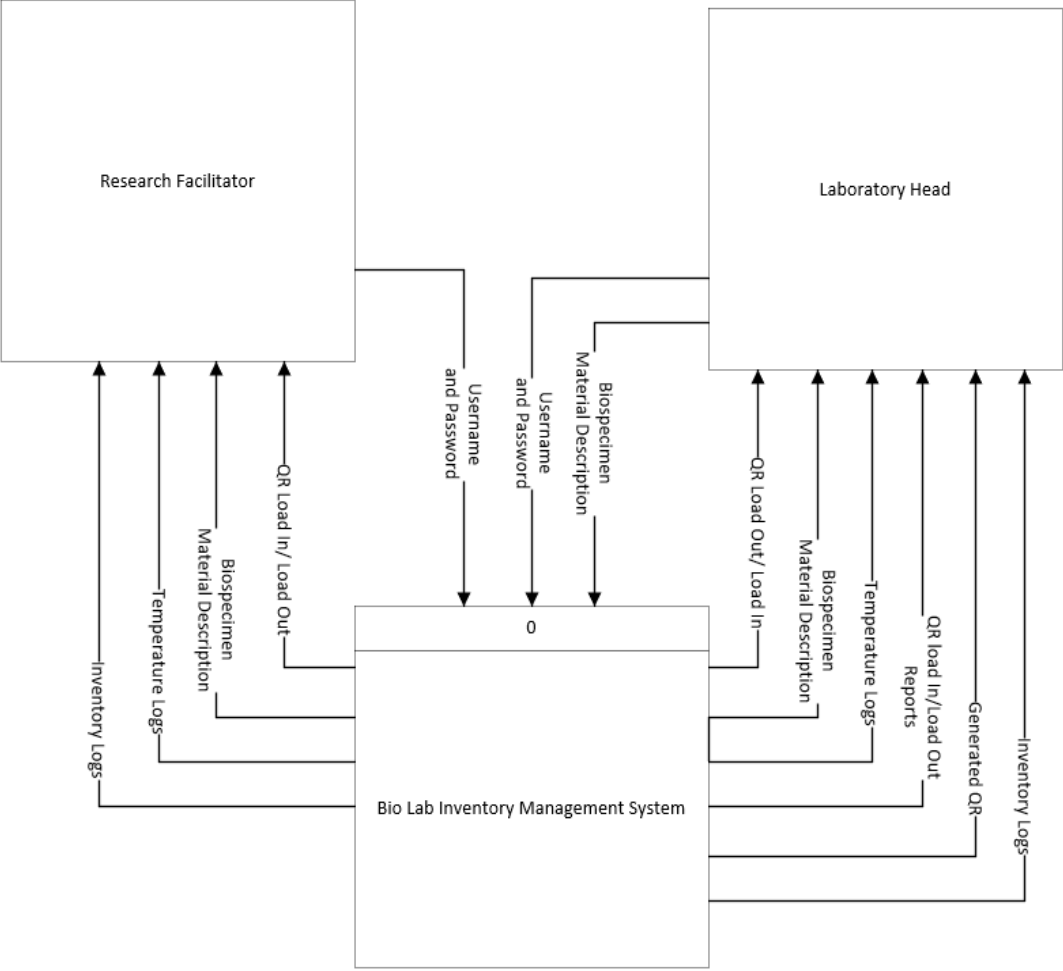 Research Facilitator
Laboratory Head
Username
and Password
Username
and Password
Biospecimen
Material Description
QR Load In/ Load Out
Biospecimen
Material Description
Temperature Logs
Inventory Logs
QR Load Out/ Load In
Biospecimen
Material Description
Temperature Logs
QR load In/Load Out
Reports
Generated QR
Inventory Logs
0
Bio Lab Inventory Management System